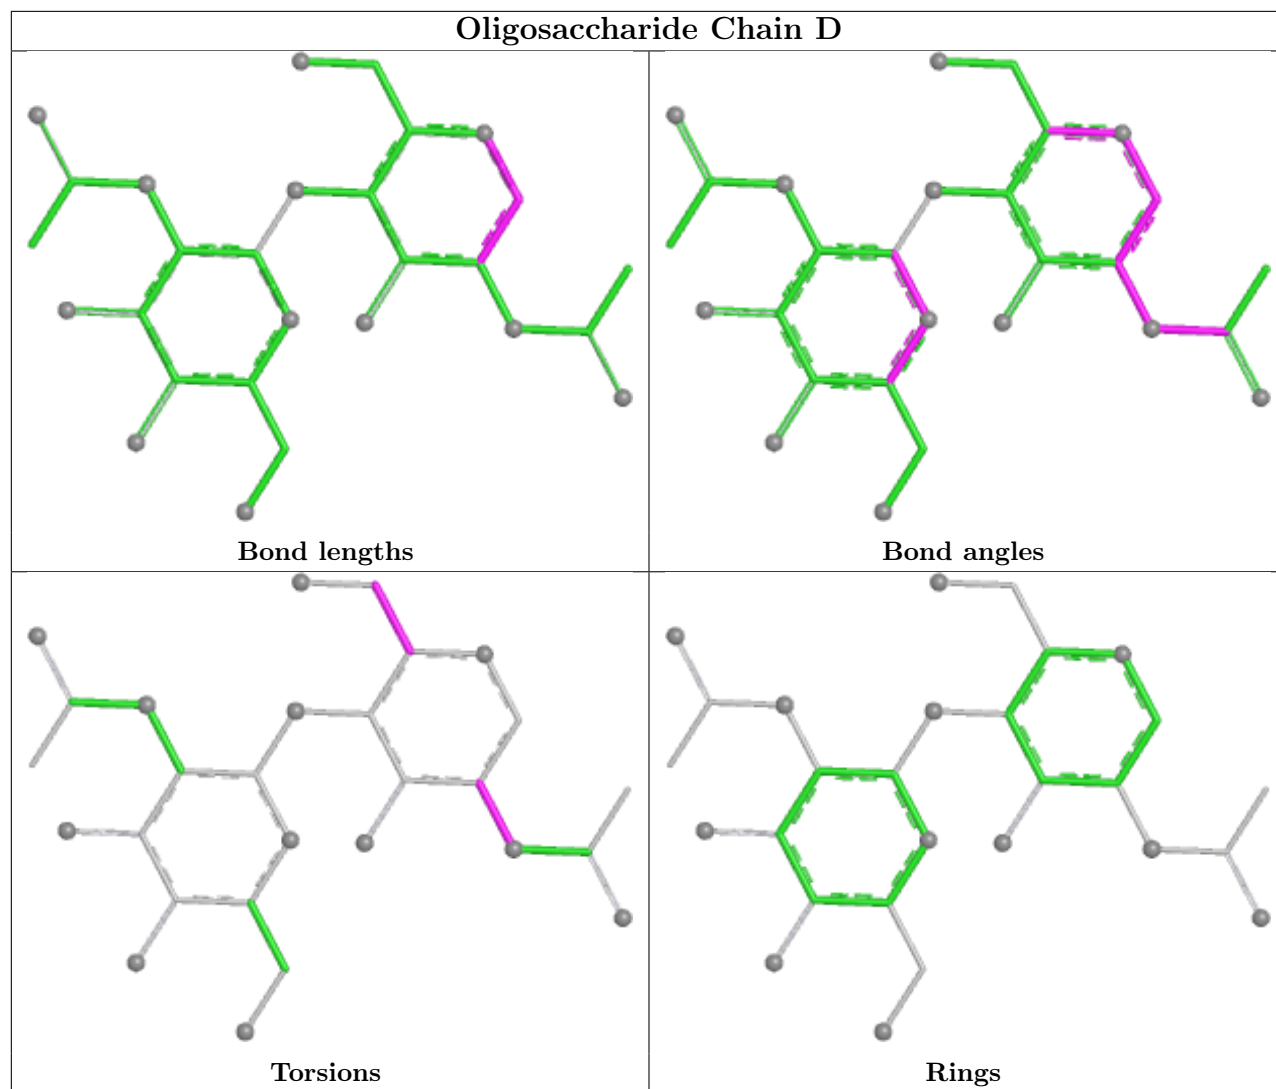 Oligosaccharide Chain D
Bond lengths
Bond angles
Torsions
Rings